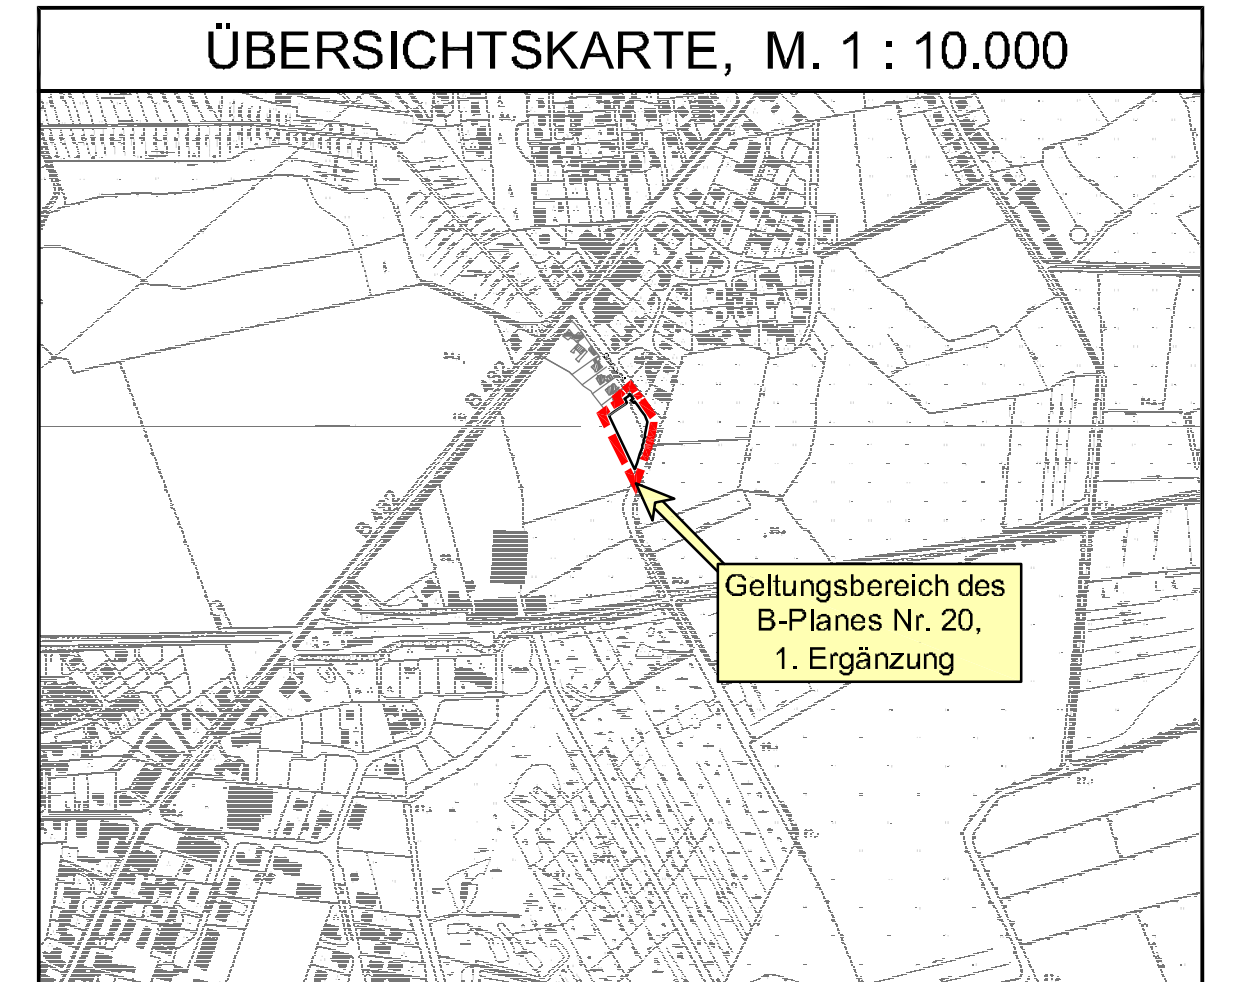 ÜBERSICHTSKARTE, M. 1 : 10.000
Geltungsbereich des
B-Planes Nr. 20,
1. Ergänzung